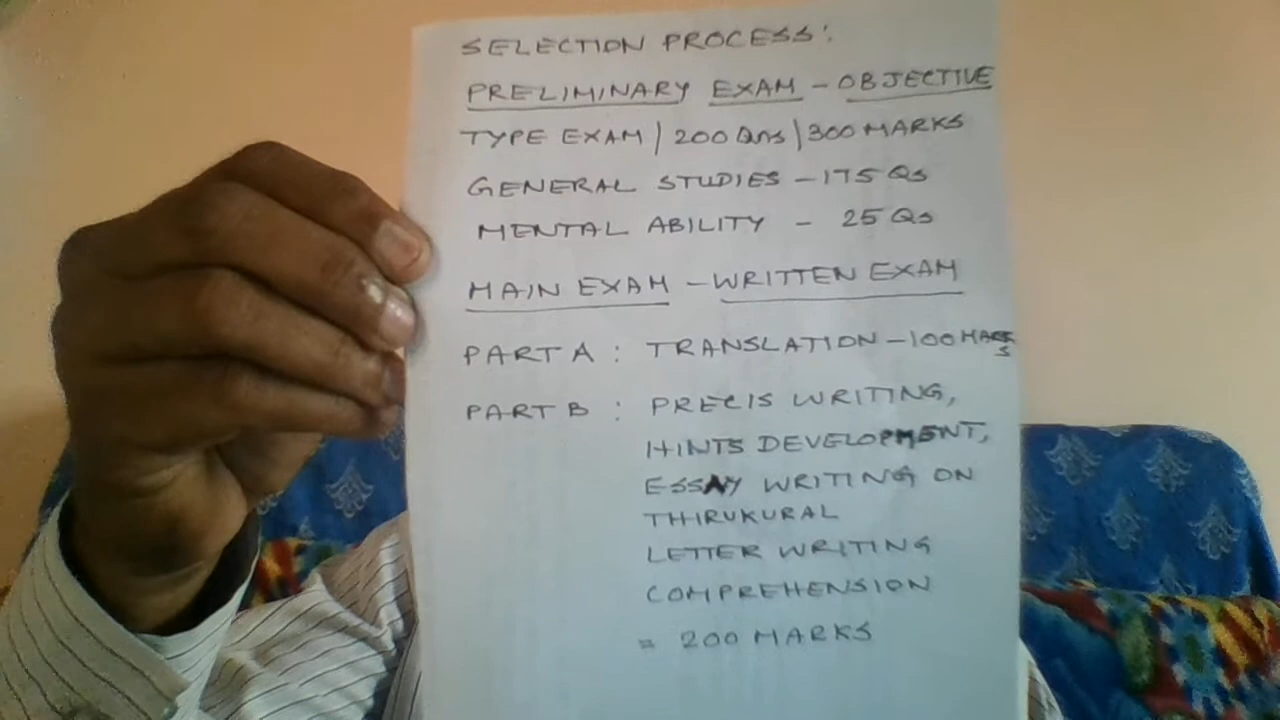 SELECTION PROCESS:
PRELIMINARY EXAM - OBJECTIVE
TYPE EXAM / 200 Qns \ 300 MARKS
GENERAL STUDIES - 175 Qs
MENTAL ABILITY - 25 Qs
MAIN EXAM - WRITTEN EXAM
PART A : TRANSLATION - 100 MARKS
PART B : PRECIS WRITING,
HINTS DEVELOPMENT,
ESSAY WRITING ON
THIRUKURAL
LETTER WRITING
COMPREHENSION
= 200 MARKS